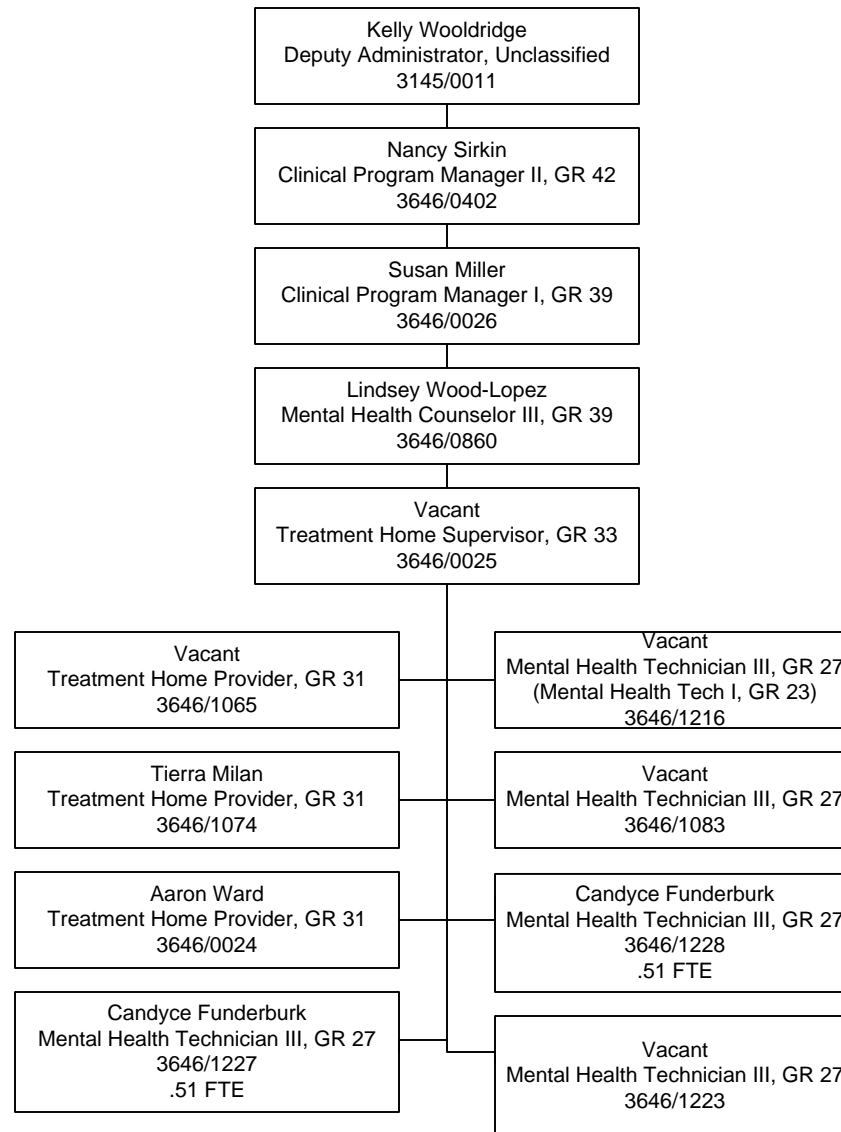 Kelly Wooldridge
Deputy Administrator, Unclassified
3145/0011
Nancy Sirkin
Clinical Program Manager II, GR 42
3646/0402
Susan Miller
Clinical Program Manager I, GR 39
3646/0026
Lindsey Wood-Lopez
Mental Health Counselor III, GR 39
3646/0860
Vacant
Treatment Home Supervisor, GR 33
3646/0025
Vacant
Treatment Home Provider, GR 31
3646/1065
Vacant
Mental Health Technician III, GR 27
(Mental Health Tech I, GR 23)
3646/1216
Tierra Milan
Treatment Home Provider, GR 31
3646/1074
Vacant
Mental Health Technician III, GR 27
3646/1083
Aaron Ward
Treatment Home Provider, GR 31
3646/0024
Candyce Funderburk
Mental Health Technician III, GR 27
3646/1228
.51 FTE
Candyce Funderburk
Mental Health Technician III, GR 27
3646/1227
.51 FTE
Vacant
Mental Health Technician III, GR 27
3646/1223